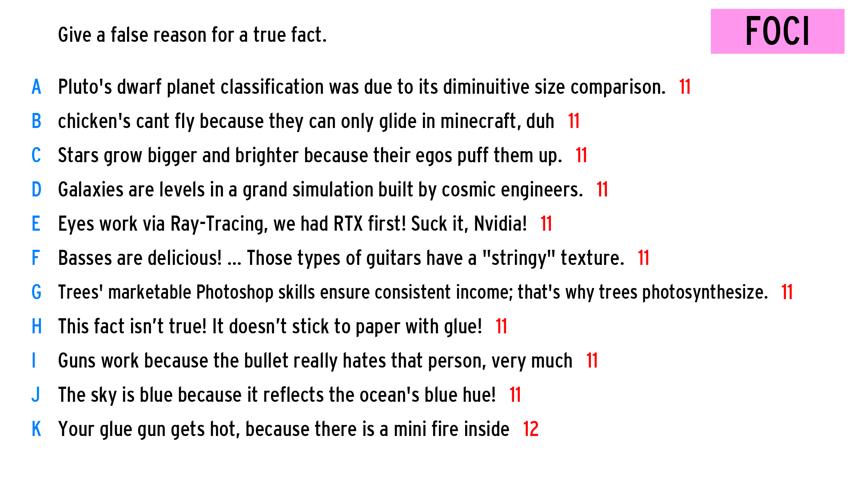 Give a false reason for a true fact.
FOCI
A Pluto's dwarf planet classification was due to its diminuitive size comparison. 11
B chicken's cant fly because they can only glide in minecraft, duh 11
C Stars grow bigger and brighter because their egos puff them up. 11
D Galaxies are levels in a grand simulation built by cosmic engineers. 11
E Eyes work via Ray-Tracing, we had RTX first! Suck it, Nvidia! 11
F Basses are delicious! ... Those types of guitars have a "stringy" texture. 11
G Trees' marketable Photoshop skills ensure consistent income; that's why trees photosynthesize. 11
H This fact isn’t true! It doesn’t stick to paper with glue! 11
I Guns work because the bullet really hates that person, very much 11
J The sky is blue because it reflects the ocean's blue hue! 11
K Your glue gun gets hot, because there is a mini fire inside 12